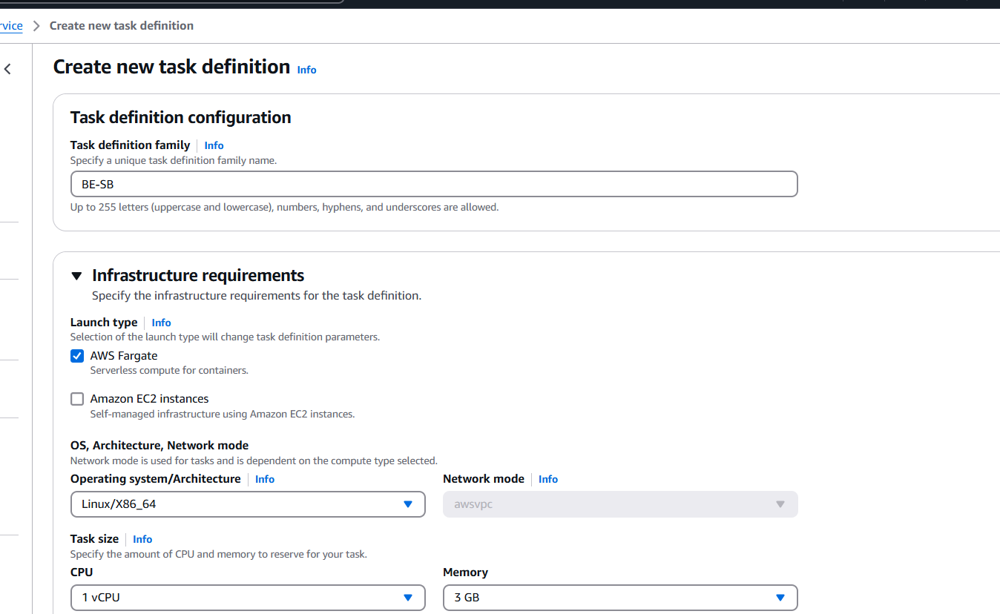 rvice > Create new task definition
Create new task definition Info
Task definition configuration
Task definition family Info
Specify a unique task definition family name.
BE-SB
Up to 255 letters (uppercase and lowercase), numbers, hyphens, and underscores are allowed.
Infrastructure requirements
Specify the infrastructure requirements for the task definition.
Launch type Info
Selection of the launch type will change task definition parameters.
AWS Fargate
Serverless compute for containers.
Amazon EC2 instances
Self-managed infrastructure using Amazon EC2 instances.
OS, Architecture, Network mode
Network mode is used for tasks and is dependent on the compute type selected.
Operating system/Architecture Info Network mode Info
Linux/X86_64 awsvpc
Task size Info
Specify the amount of CPU and memory to reserve for your task.
CPU Memory
1 vCPU 3 GB